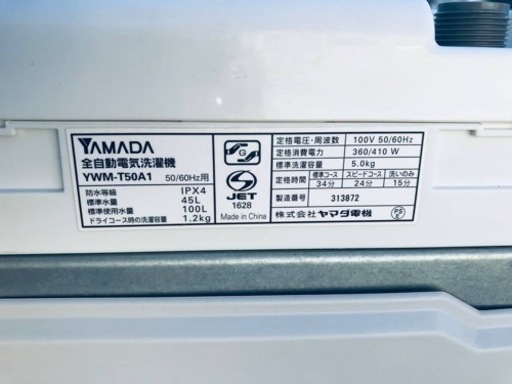 YAMADA
全自動電気洗濯機
YWM-T50A1 50/60Hz用
防水等級 IPX4
標準水量 45L
標準使用水量 100L
ドライコース時の洗濯容量 1.2kg
G
S
JET
1628
Made in China
定格電圧・周波数 100V 50/60Hz
定格消費電力 360/410 W
標準洗濯容量 5.0kg
標準コース スピードコース 洗いのみ
34分 24分 15分
製造番号 313872
株式会社 ヤマダ電機
PS
E